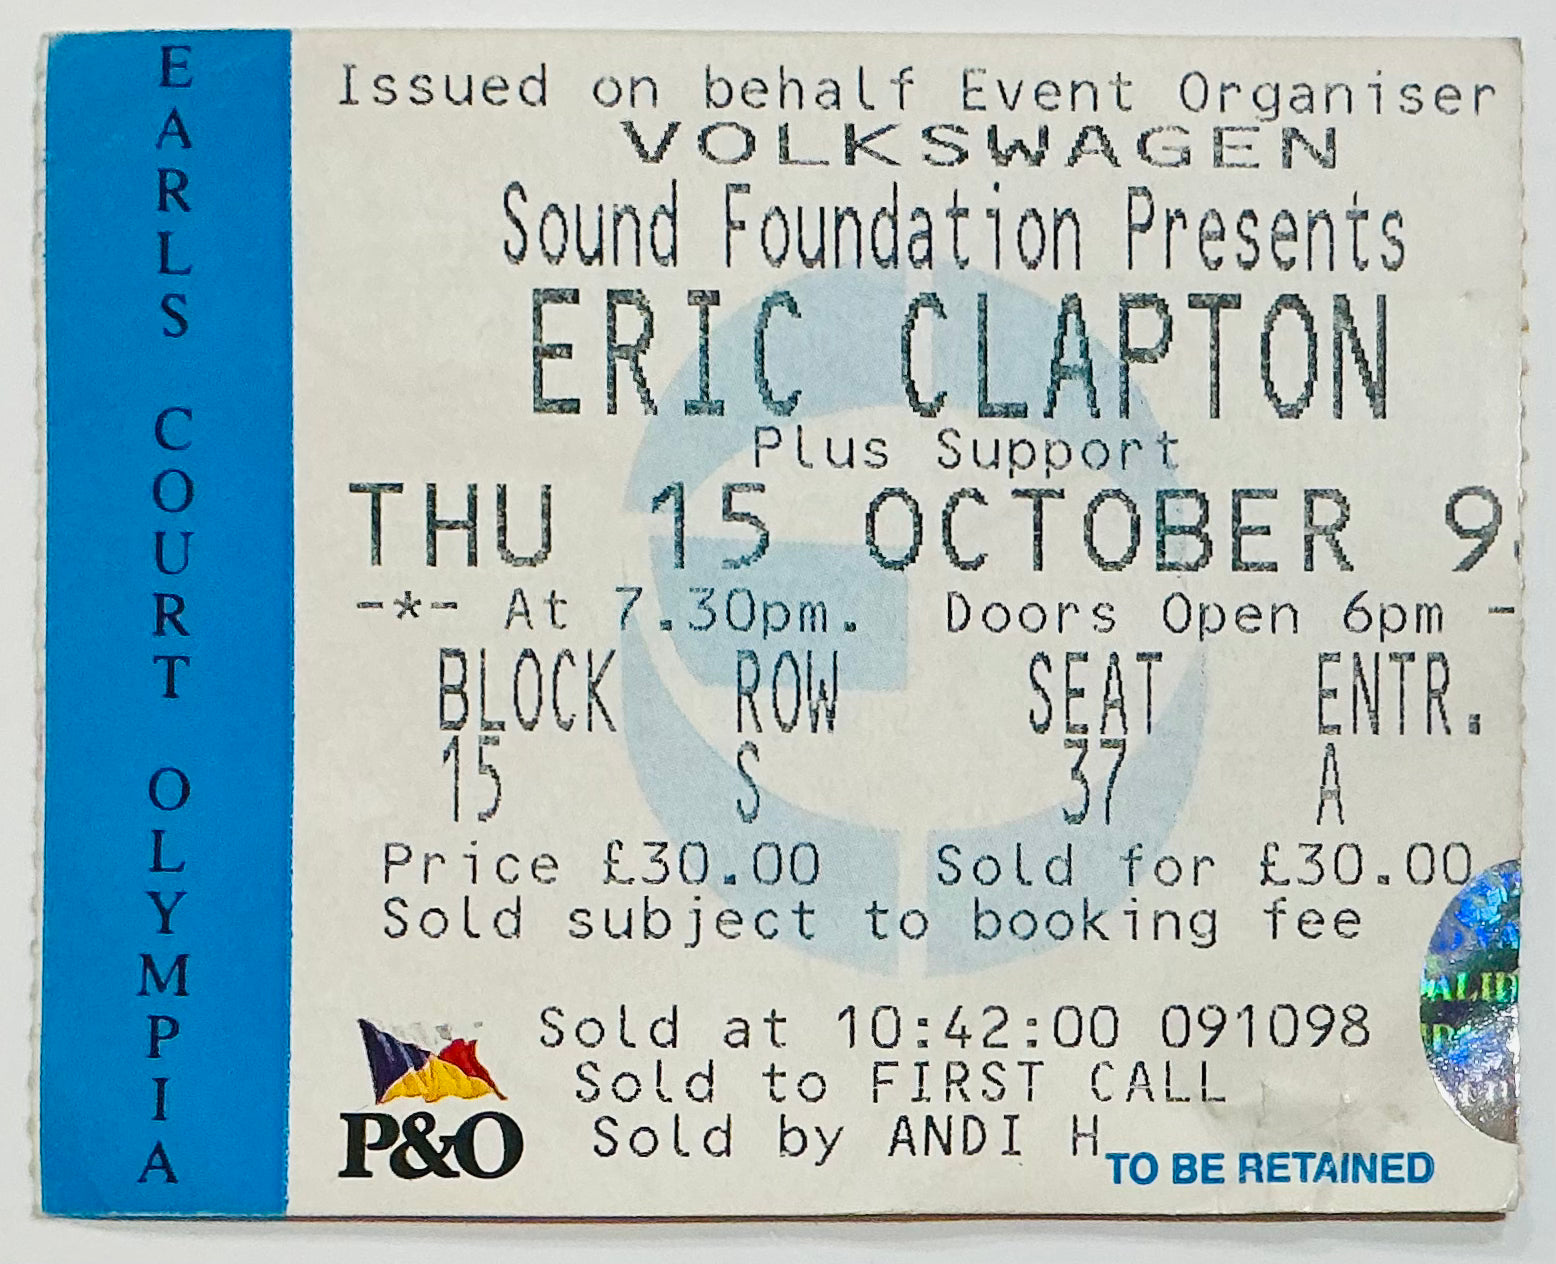 EARLS COURT OLYMPIA
Issued on behalf Event Organiser
VOLKSWAGEN
Sound Foundation Presents
ERIC CLAPTON
Plus Support
THU 15 OCTOBER 9
-*- At 7.30pm. Doors Open 6pm -
BLOCK ROW SEAT ENTR.
15 S 37 A
Price £30.00 Sold for £30.00
Sold subject to booking fee
Sold at 10:42:00 091098
Sold to FIRST CALL
Sold by ANDI H
P&O
TO BE RETAINED